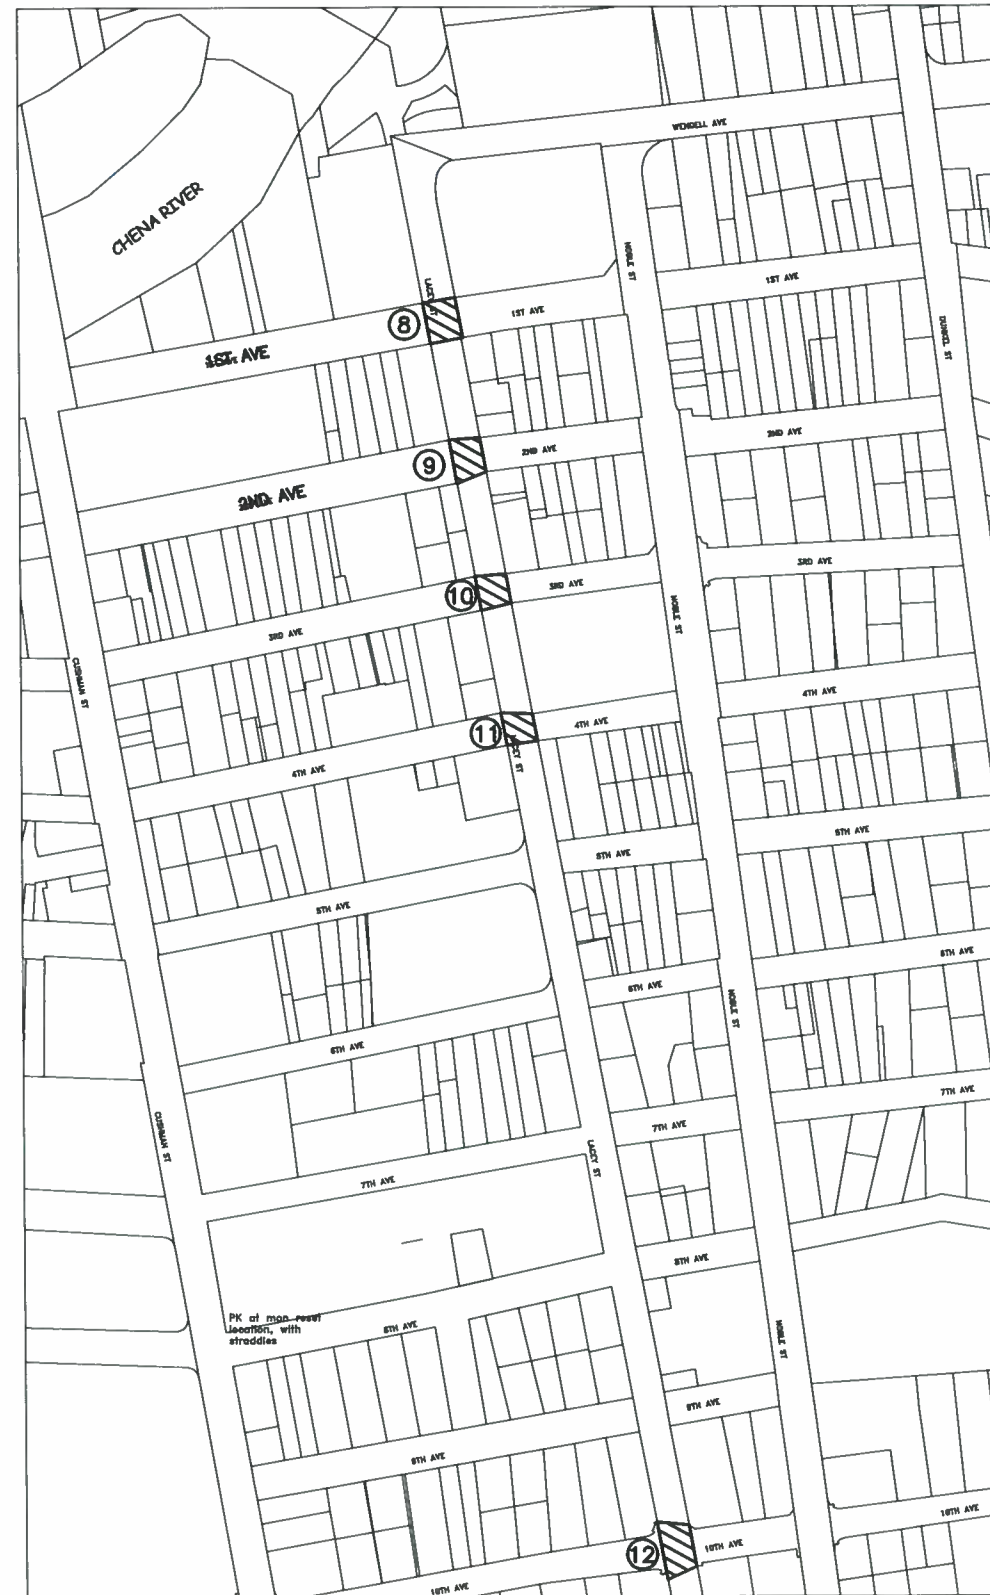 WENDELL AVE
CHENA RIVER
NOBLE ST
1ST AVE
LACEY ST
1ST AVE
8
DUNKEL ST
1ST AVE
2ND AVE
2ND AVE
9
2ND AVE
3RD AVE
3RD AVE
10
NOBLE ST
3RD AVE
CUSHMAN ST
4TH AVE
4TH AVE
11
LACEY ST
4TH AVE
5TH AVE
5TH AVE
5TH AVE
6TH AVE
6TH AVE
NOBLE ST
6TH AVE
7TH AVE
7TH AVE
CUSHMAN ST
LACEY ST
7TH AVE
8TH AVE
PK at mon reset
location, with
straddles
8TH AVE
NOBLE ST
9TH AVE
9TH AVE
10TH AVE
12
10TH AVE
10TH AVE